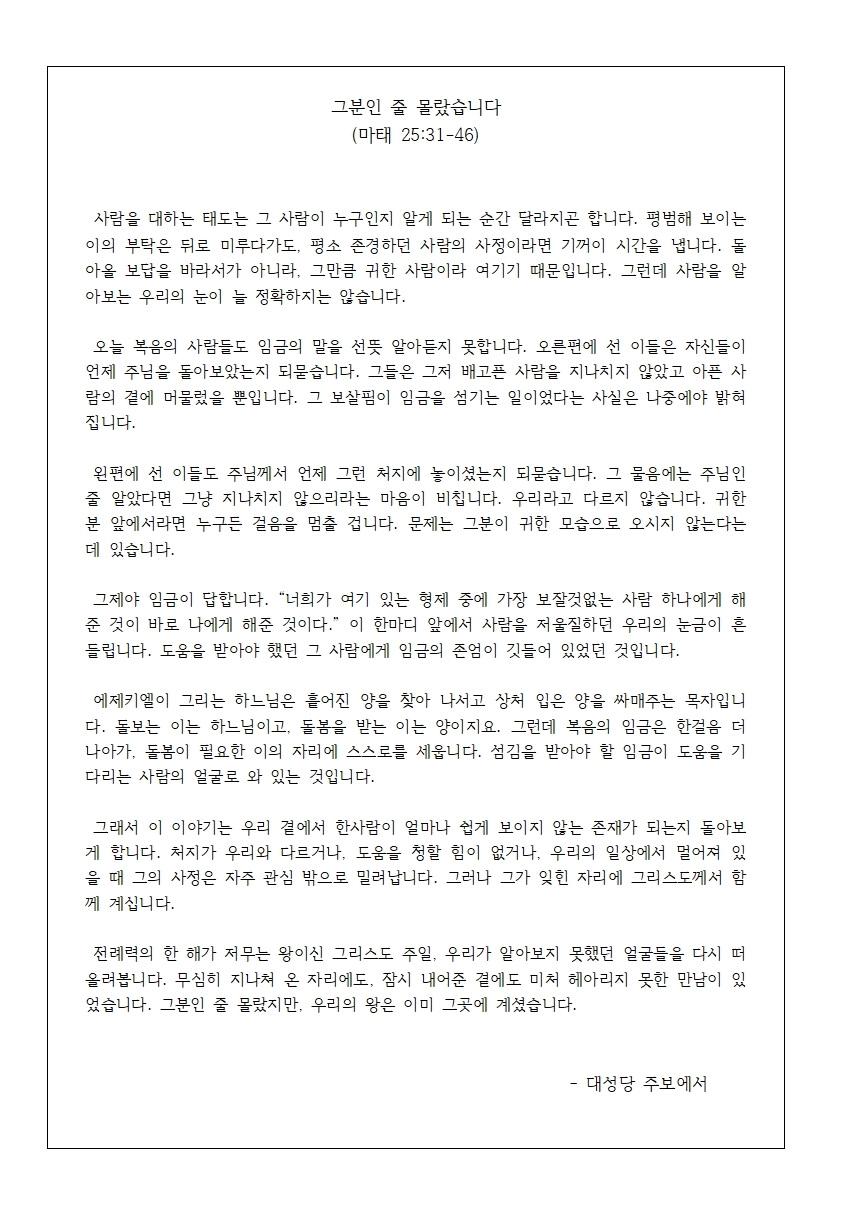 그분인 줄 몰랐습니다
(마태 25:31-46)
사람을 대하는 태도는 그 사람이 누구인지 알게 되는 순간 달라지곤 합니다. 평범해 보이는
이의 부탁은 뒤로 미루다가도, 평소 존경하던 사람의 사정이라면 기꺼이 시간을 냅니다. 돌
아올 보답을 바라서가 아니라, 그만큼 귀한 사람이라 여기기 때문입니다. 그런데 사람을 알
아보는 우리의 눈이 늘 정확하지는 않습니다.
오늘 복음의 사람들도 임금의 말을 선뜻 알아듣지 못합니다. 오른편에 선 이들은 자신들이
언제 주님을 돌아보았는지 되묻습니다. 그들은 그저 배고픈 사람을 지나치지 않았고 아픈 사
람의 곁에 머물렀을 뿐입니다. 그 보살핌이 임금을 섬기는 일이었다는 사실은 나중에야 밝혀
집니다.
왼편에 선 이들도 주님께서 언제 그런 처지에 놓이셨는지 되묻습니다. 그 물음에는 주님인
줄 알았다면 그냥 지나치지 않으리라는 마음이 비칩니다. 우리라고 다르지 않습니다. 귀한
분 앞에서라면 누구든 걸음을 멈출 겁니다. 문제는 그분이 귀한 모습으로 오시지 않는다는
데 있습니다.
그제야 임금이 답합니다. “너희가 여기 있는 형제 중에 가장 보잘것없는 사람 하나에게 해
준 것이 바로 나에게 해준 것이다.” 이 한마디 앞에서 사람을 저울질하던 우리의 눈금이 흔
들립니다. 도움을 받아야 했던 그 사람에게 임금의 존엄이 깃들어 있었던 것입니다.
에제키엘이 그리는 하느님은 흩어진 양을 찾아 나서고 상처 입은 양을 싸매주는 목자입니
다. 돌보는 이는 하느님이고, 돌봄을 받는 이는 양이지요. 그런데 복음의 임금은 한걸음 더
나아가, 돌봄이 필요한 이의 자리에 스스로를 세웁니다. 섬김을 받아야 할 임금이 도움을 기
다리는 사람의 얼굴로 와 있는 것입니다.
그래서 이 이야기는 우리 곁에서 한사람이 얼마나 쉽게 보이지 않는 존재가 되는지 돌아보
게 합니다. 처지가 우리와 다르거나, 도움을 청할 힘이 없거나, 우리의 일상에서 멀어져 있
을 때 그의 사정은 자주 관심 밖으로 밀려납니다. 그러나 그가 잊힌 자리에 그리스도께서 함
께 계십니다.
전례력의 한 해가 저무는 왕이신 그리스도 주일, 우리가 알아보지 못했던 얼굴들을 다시 떠
올려봅니다. 무심히 지나쳐 온 자리에도, 잠시 내어준 곁에도 미처 헤아리지 못한 만남이 있
었습니다. 그분인 줄 몰랐지만, 우리의 왕은 이미 그곳에 계셨습니다.
- 대성당 주보에서